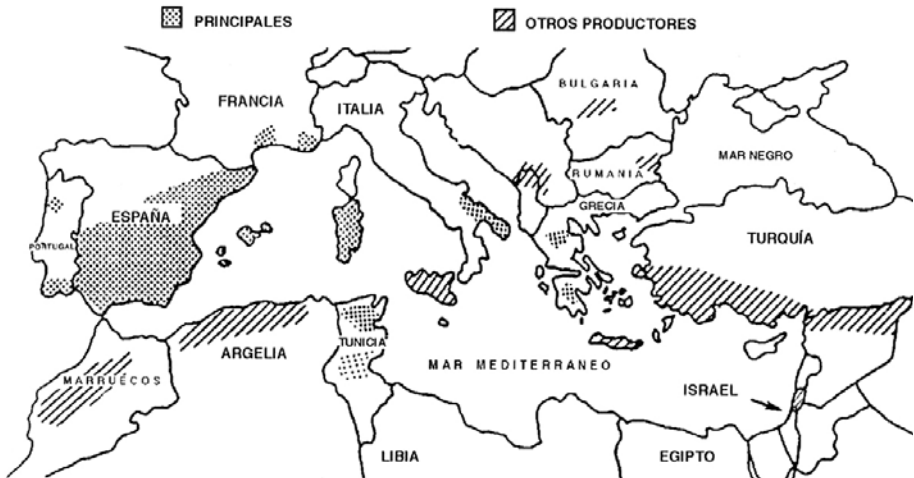 PRINCIPALES
OTROS PRODUCTORES
FRANCIA
ITALIA
BULGARIA
MAR NEGRO
RUMANIA
GRECIA
ESPAÑA
PORTUGAL
TURQUÍA
TUNICIA
ARGELIA
MARRUECOS
MAR MEDITERRANEO
ISRAEL
LIBIA
EGIPTO